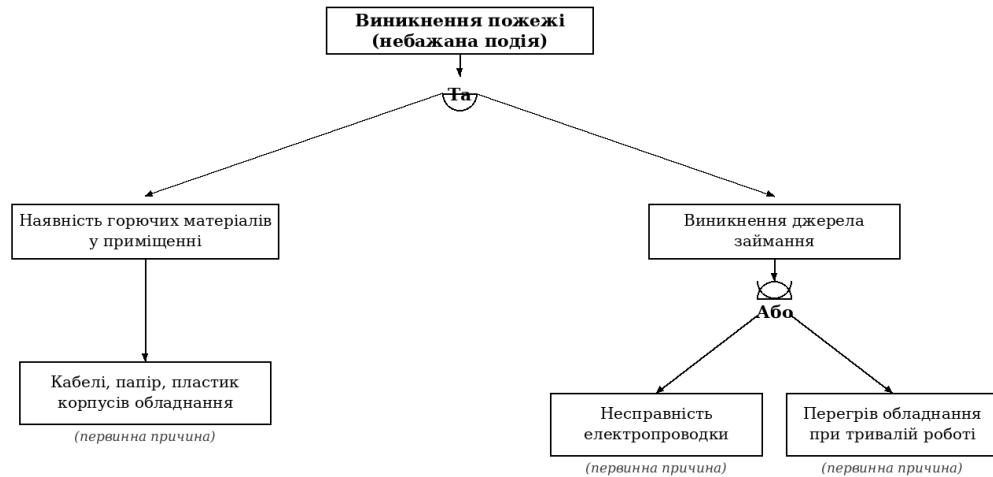 Виникнення пожежі
(небажана подія)
Та
Наявність горючих матеріалів
у приміщенні
Виникнення джерела
займання
Або
Кабелі, папір, пластик
корпусів обладнання
(первинна причина)
Несправність
електропроводки
(первинна причина)
Перегрів обладнання
при тривалій роботі
(первинна причина)